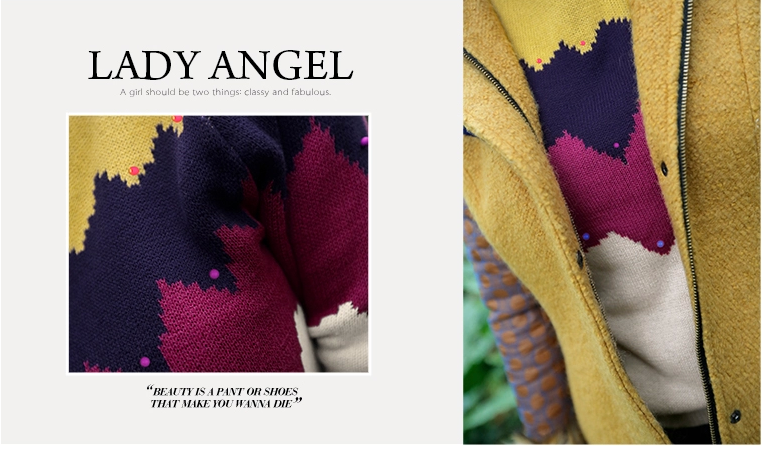 LADY ANGEL
A girl should be two things: classy and fabulous.
“BEAUTY IS A PANT OR SHOES
THAT MAKE YOU WANNA DIE”